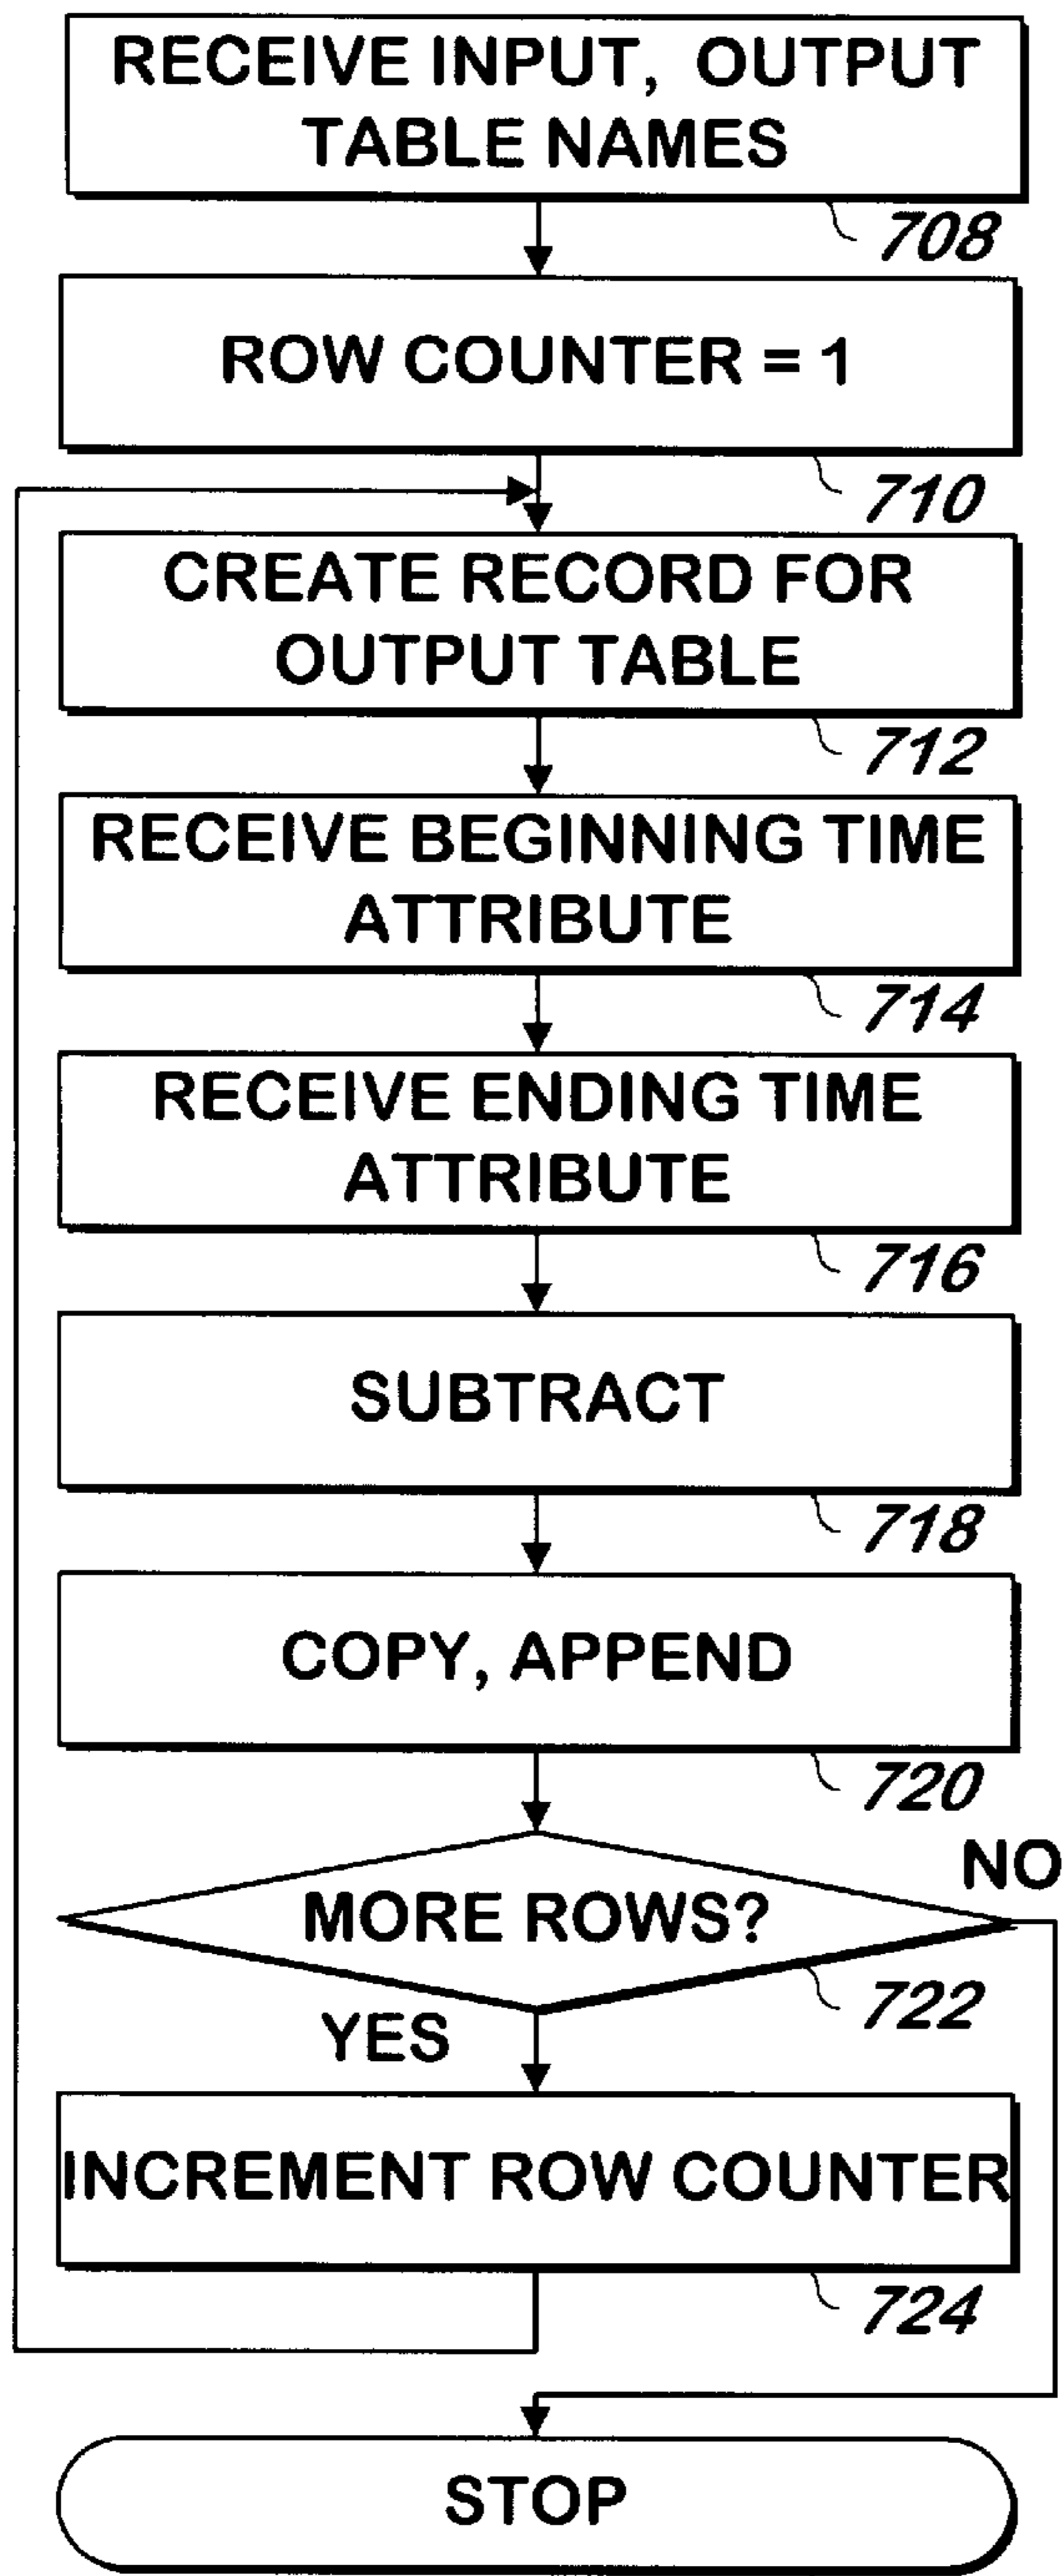 RECEIVE INPUT, OUTPUT
TABLE NAMES
708
ROW COUNTER = 1
710
CREATE RECORD FOR
OUTPUT TABLE
712
RECEIVE BEGINNING TIME
ATTRIBUTE
714
RECEIVE ENDING TIME
ATTRIBUTE
716
SUBTRACT
718
COPY, APPEND
720
NO
MORE ROWS?
722
YES
INCREMENT ROW COUNTER
724
STOP